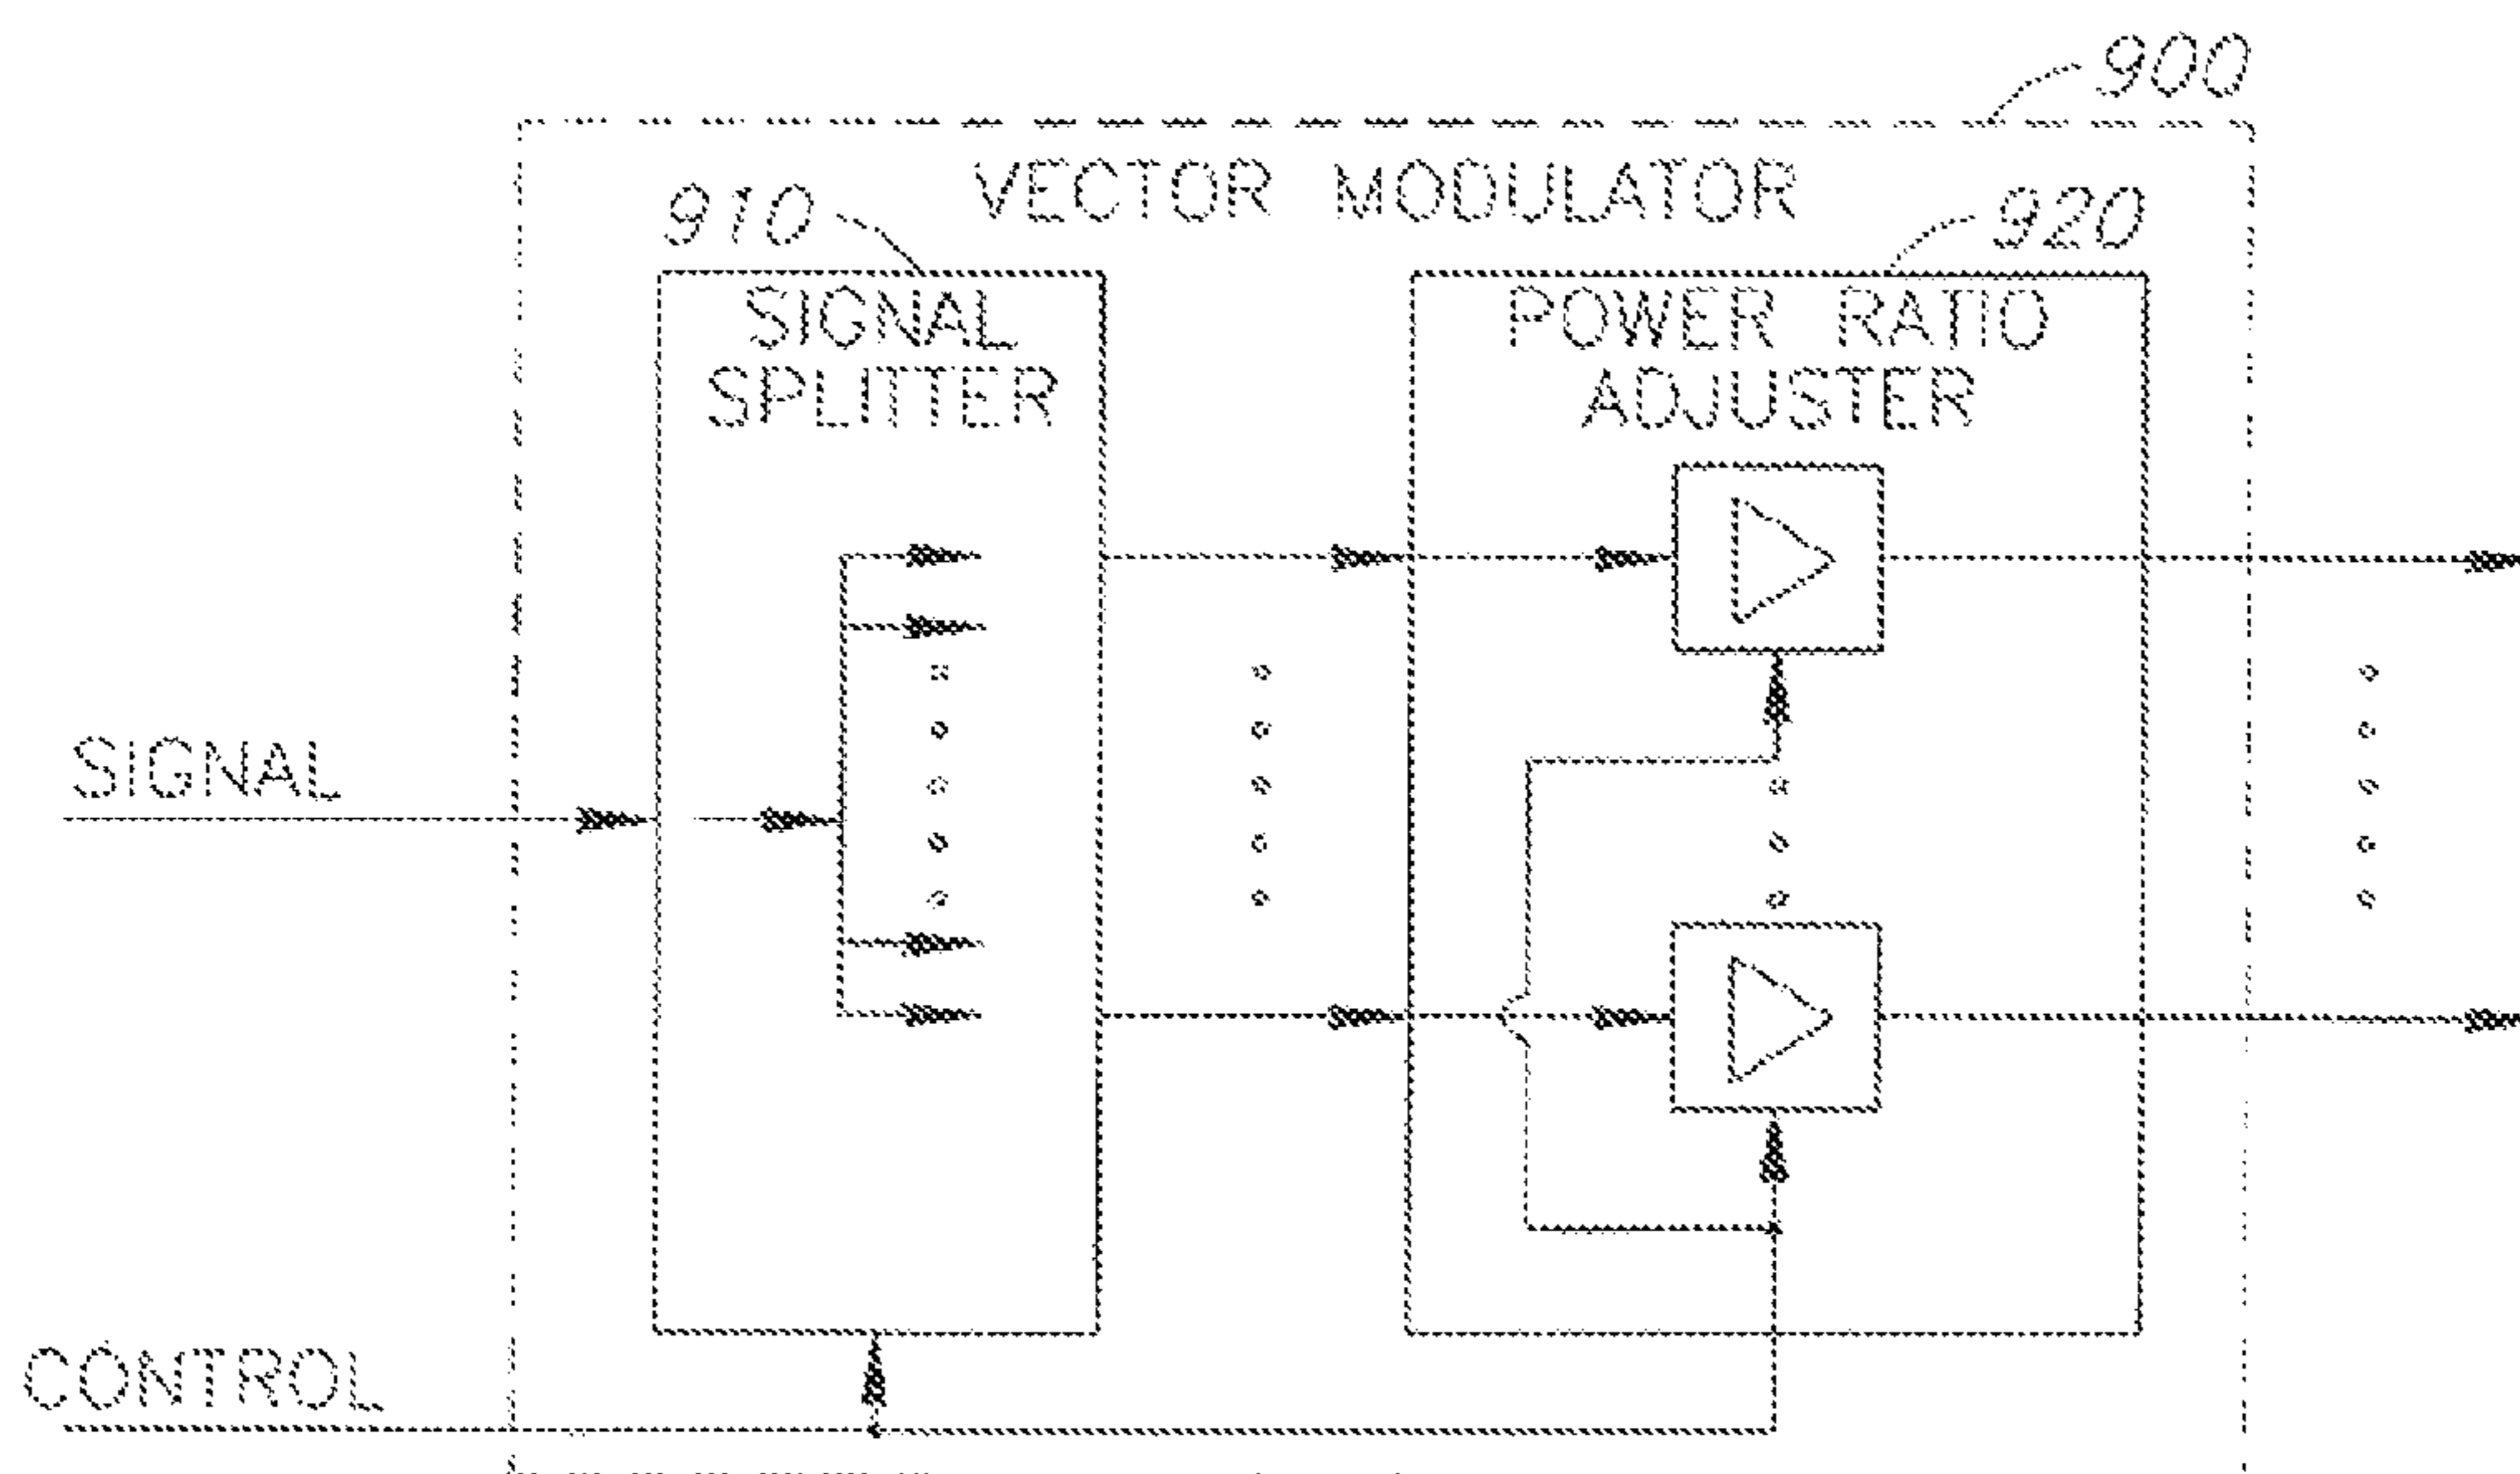 900
VECTOR MODULATOR
910
920
SIGNAL
SPLITTER
POWER RATIO
ADJUSTER
SIGNAL
CONTROL